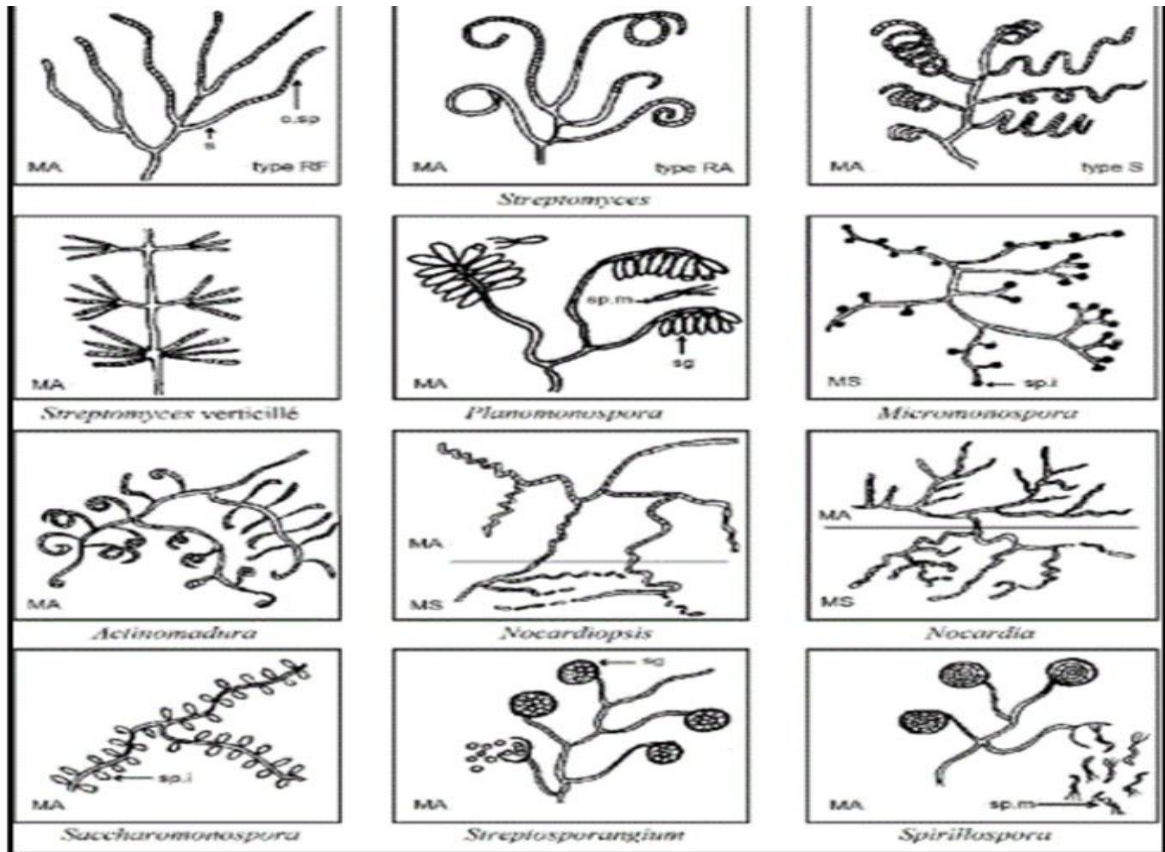 c.sp
s
MA type RF
MA type RA
MA type S
Streptomyces
MA
Streptomyces verticillé
sp.m
sg
MA
Planomonospora
MS
sp.i
Micromonospora
MA
Actinomadura
MA
MS
Nocardiopsis
MA
MS
Nocardia
sp.i
MA
Saccharomonospora
sg
MA
Streptosporangium
MA
sp.m
Spirillospora